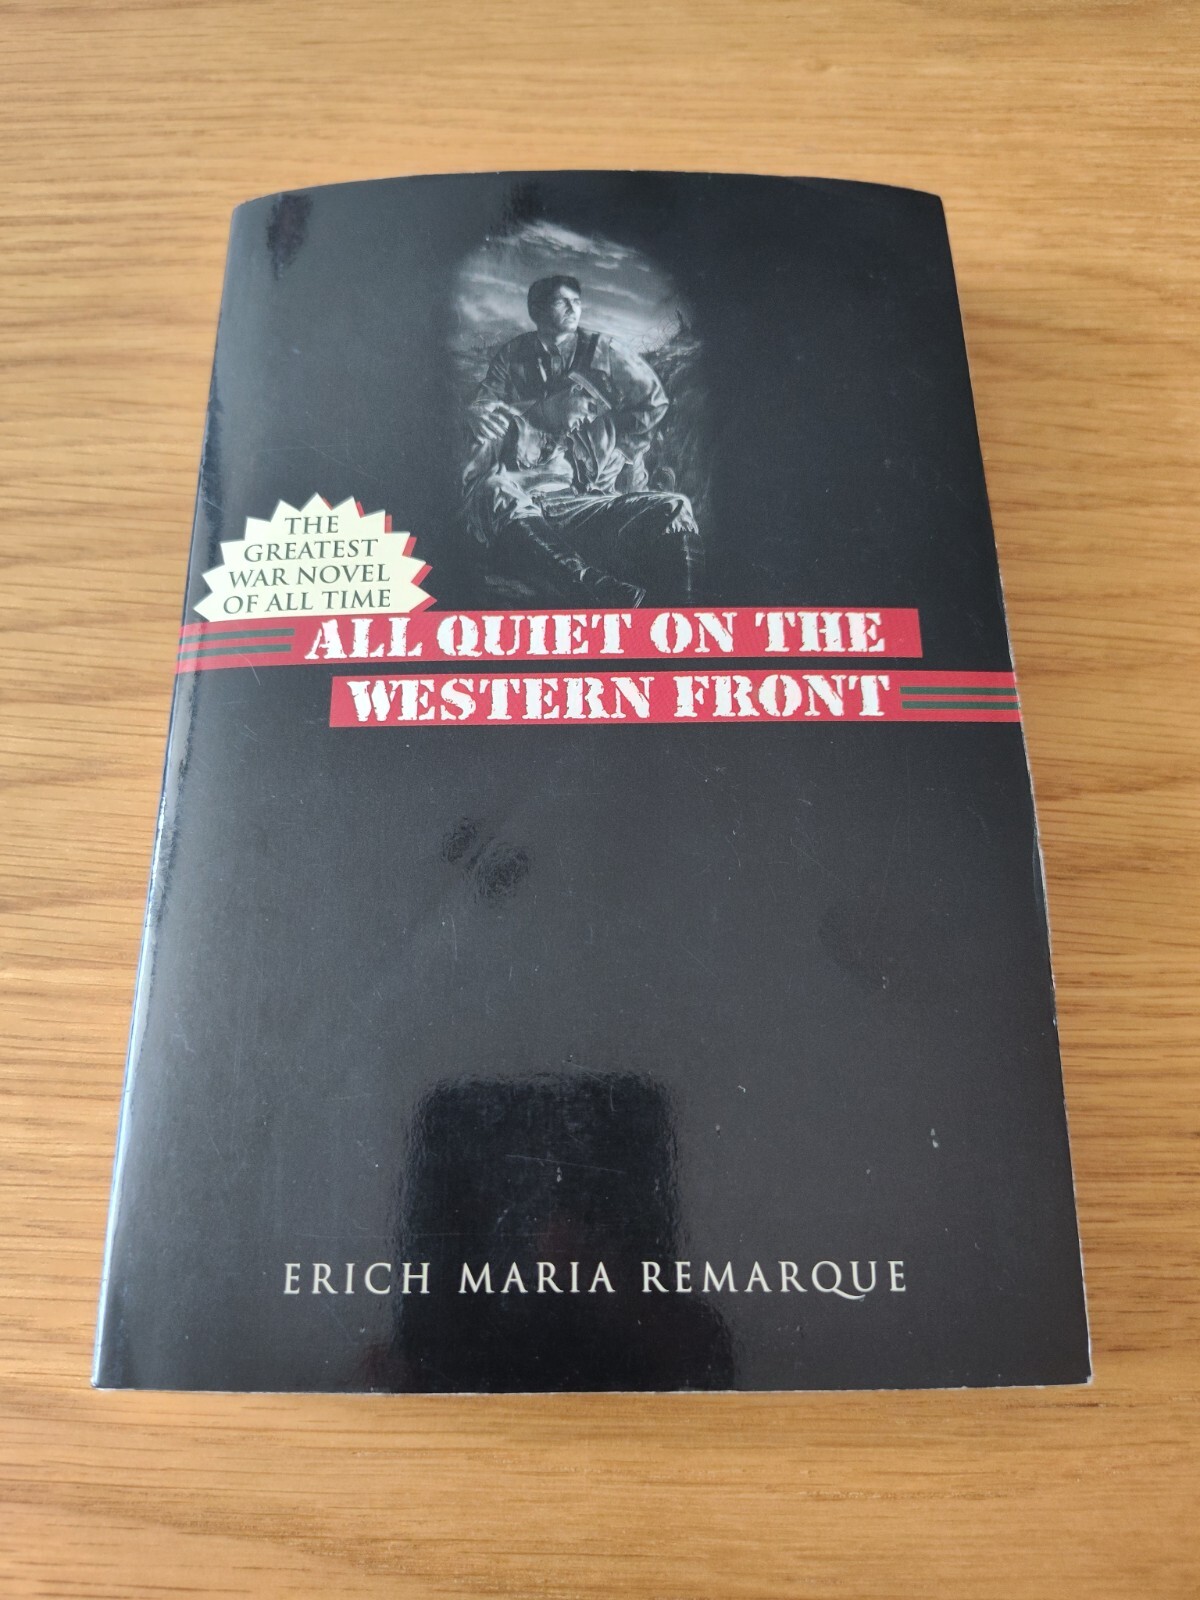 THE
GREATEST
WAR NOVEL
OF ALL TIME
ALL QUIET ON THE
WESTERN FRONT
ERICH MARIA REMARQUE